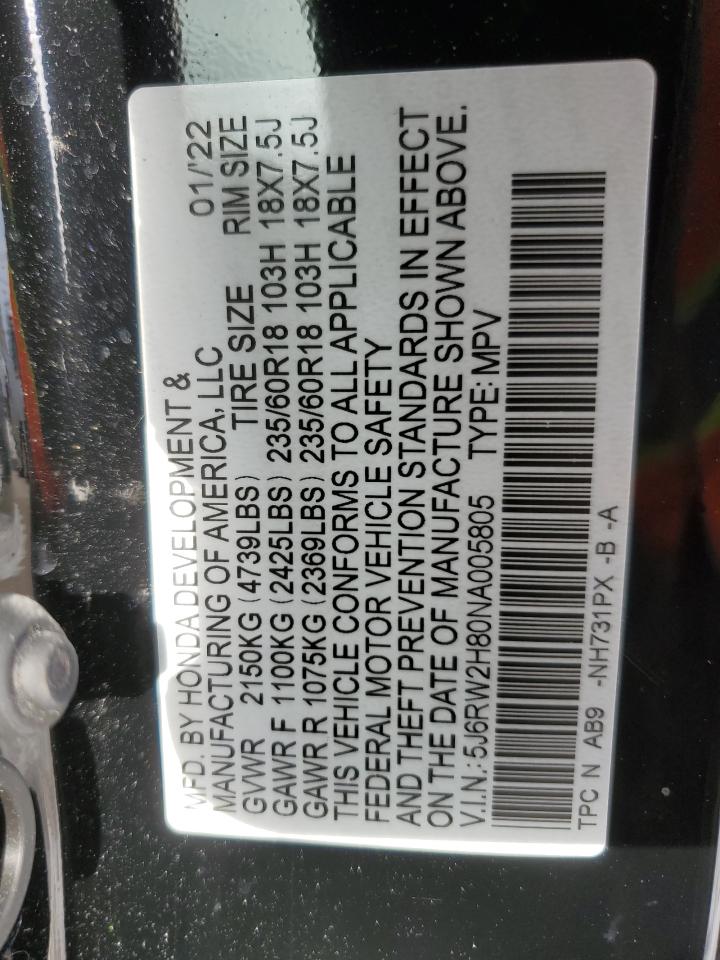 MFD. BY HONDA DEVELOPMENT &
MANUFACTURING OF AMERICA, LLC 01/'22
GVWR 2150KG (4739LBS) TIRE SIZE RIM SIZE
GAWR F 1100KG (2425LBS) 235/60R18 103H 18X7.5J
GAWR R 1075KG (2369LBS) 235/60R18 103H 18X7.5J
THIS VEHICLE CONFORMS TO ALL APPLICABLE
FEDERAL MOTOR VEHICLE SAFETY
AND THEFT PREVENTION STANDARDS IN EFFECT
ON THE DATE OF MANUFACTURE SHOWN ABOVE.
V.I.N.: 5J6RW2H80NA005805 TYPE: MPV
TPC N AB9 -NH731PX -B -A